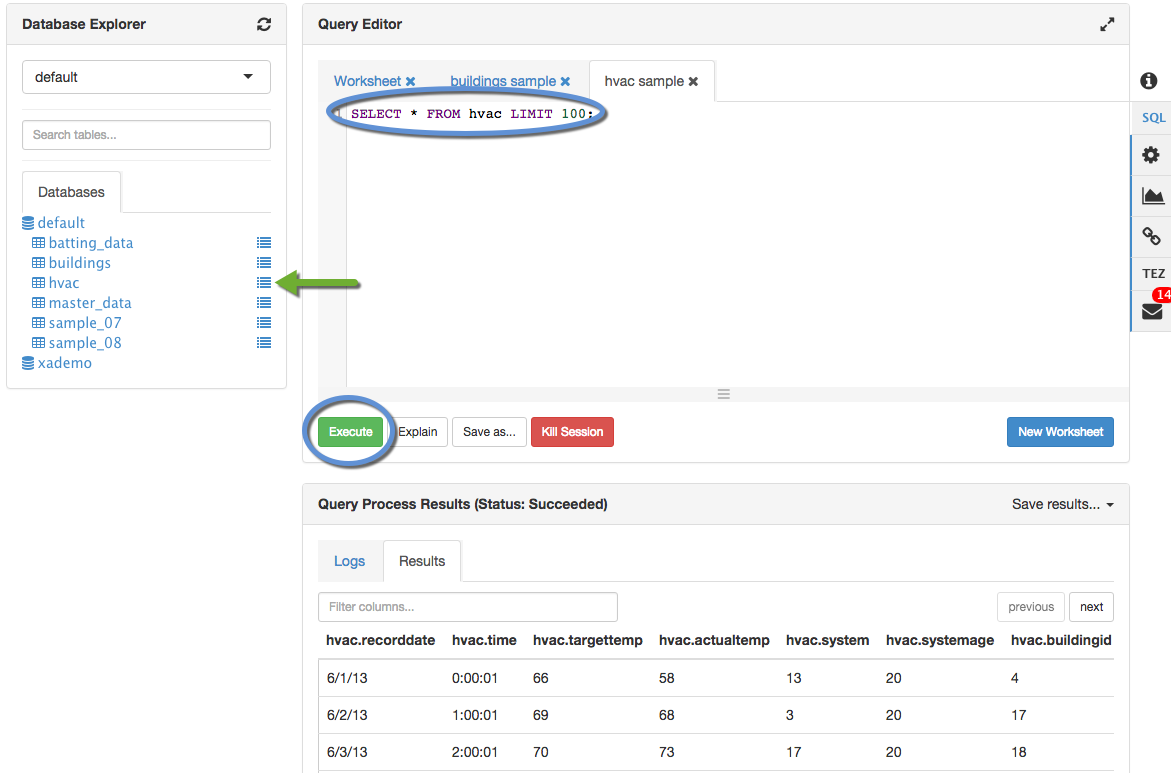 Database Explorer
default
Search tables...
Databases
default
batting_data
buildings
hvac
master_data
sample_07
sample_08
xademo
Query Editor
Worksheet buildings sample hvac sample
SELECT * FROM hvac LIMIT 100;
Execute Explain Save as... Kill Session New Worksheet
SQL
TEZ
14
Query Process Results (Status: Succeeded) Save results...
Logs Results
Filter columns... previous next
hvac.recorddate hvac.time hvac.targettemp hvac.actualtemp hvac.system hvac.systemage hvac.buildingid
6/1/13 0:00:01 66 58 13 20 4
6/2/13 1:00:01 69 68 3 20 17
6/3/13 2:00:01 70 73 17 20 18